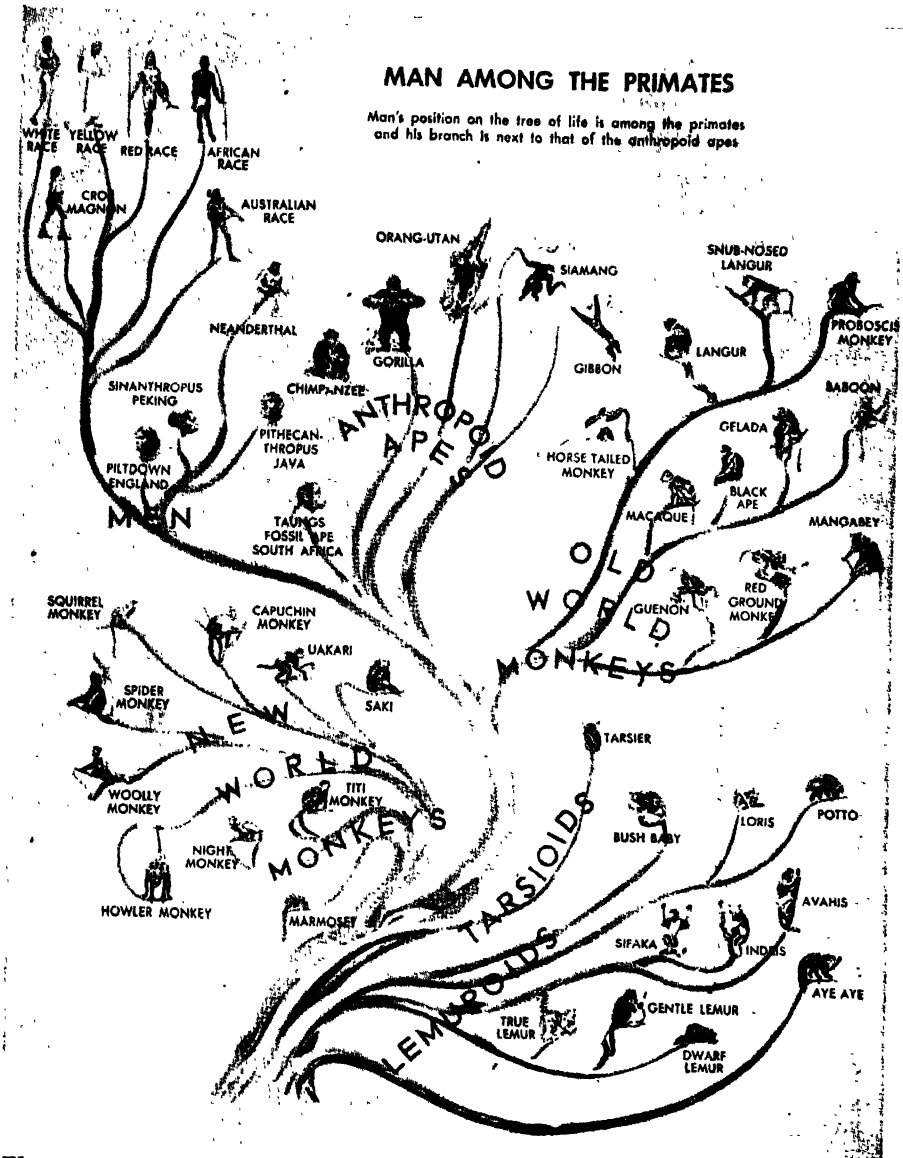 MAN AMONG THE PRIMATES
Man's position on the tree of life is among the primates
and his branch is next to that of the anthropoid apes
WHITE
RACE
YELLOW
RACE
RED RACE
AFRICAN
RACE
CRO
MAGNON
AUSTRALIAN
RACE
ORANG-UTAN
SIAMANG
SNUB-NOSED
LANGUR
NEANDERTHAL
GORILLA
GIBBON
LANGUR
PROBOSCIS
MONKEY
CHIMPANZEE
SINANTHROPUS
PEKING
BABOON
ANTHROPOID
APES
PITHECAN-
THROPUS
JAVA
GELADA
HORSE TAILED
MONKEY
PILTDOWN
ENGLAND
BLACK
APE
MACAQUE
MEN
TAUNGS
FOSSIL APE
SOUTH AFRICA
MANGABEY
OLD
WORLD
MONKEYS
GUENON
RED
GROUND
MONKE
SQUIRREL
MONKEY
CAPUCHIN
MONKEY
UAKARI
SAKI
SPIDER
MONKEY
NEW
WORLD
MONKEYS
TARSIER
WOOLLY
MONKEY
TITI
MONKEY
NIGHT
MONKEY
BUSH BABY
LORIS
POTTO
TARSIOIDS
HOWLER MONKEY
MARMOSET
AVAHIS
SIFAKA
INDRIS
LEMUROIDS
AYE AYE
TRUE
LEMUR
GENTLE LEMUR
DWARF
LEMUR